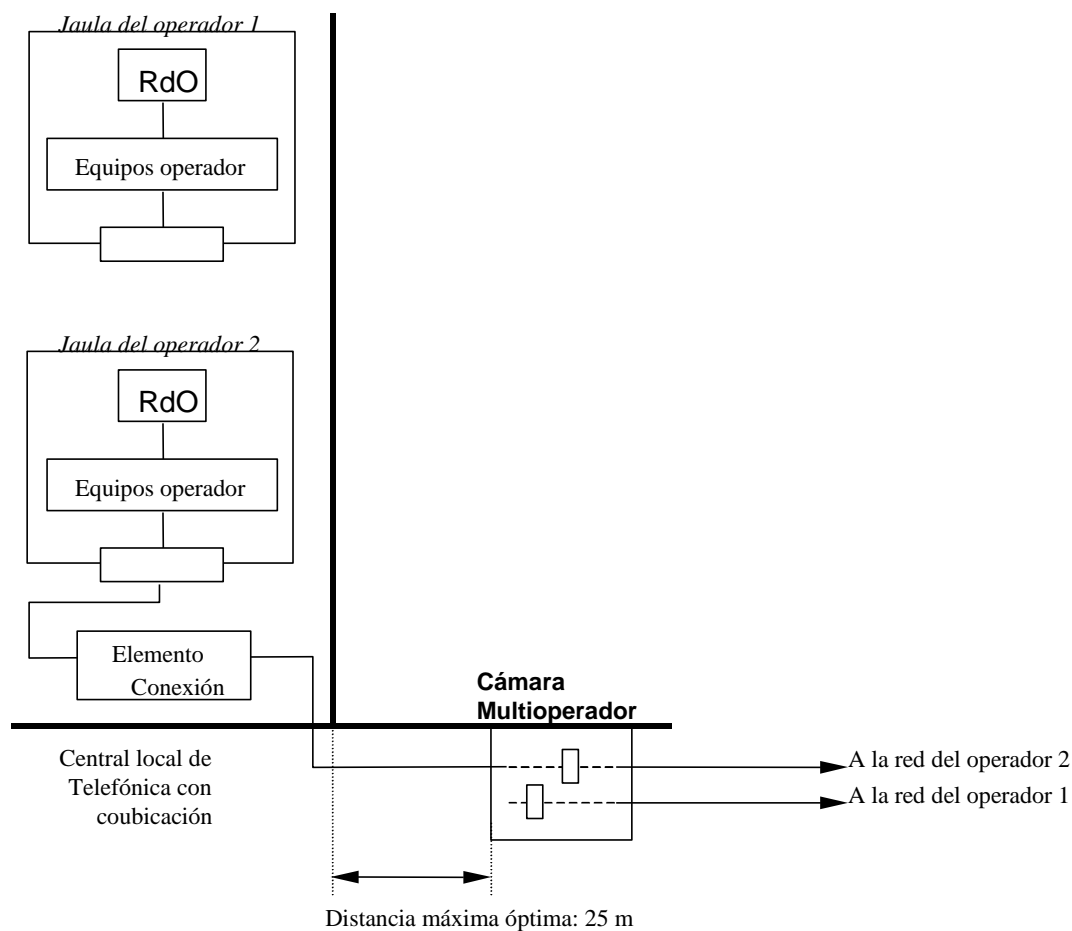 Jaula del operador 1
RdO
Equipos operador
Jaula del operador 2
RdO
Equipos operador
Elemento
Conexión
Cámara
Multioperador
Central local de
Telefónica con
coubicación
A la red del operador 2
A la red del operador 1
Distancia máxima óptima: 25 m